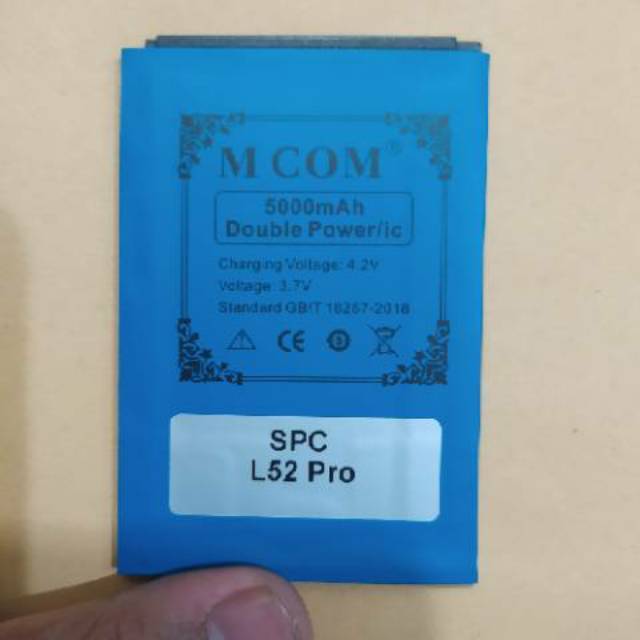 M COM®
5000mAh
Double Power/ic
Charging Voltage: 4.2V
Voltage: 3.7V
Standard GB/T 18287-2018
CE
SPC
L52 Pro